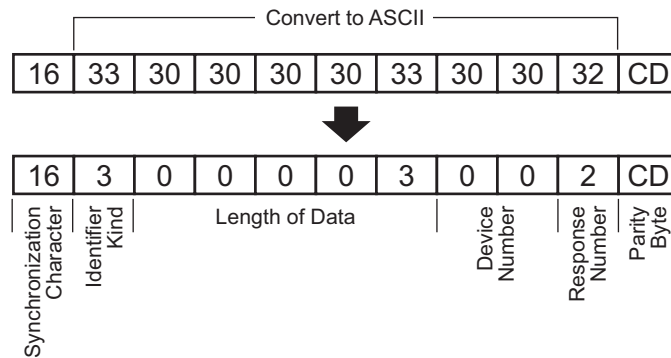 Convert to ASCII
16 33 30 30 30 30 33 30 30 32 CD
16 3 0 0 0 0 3 0 0 2 CD
Synchronization
Character
Identifier
Kind
Length of Data
Device
Number
Response
Number
Parity
Byte